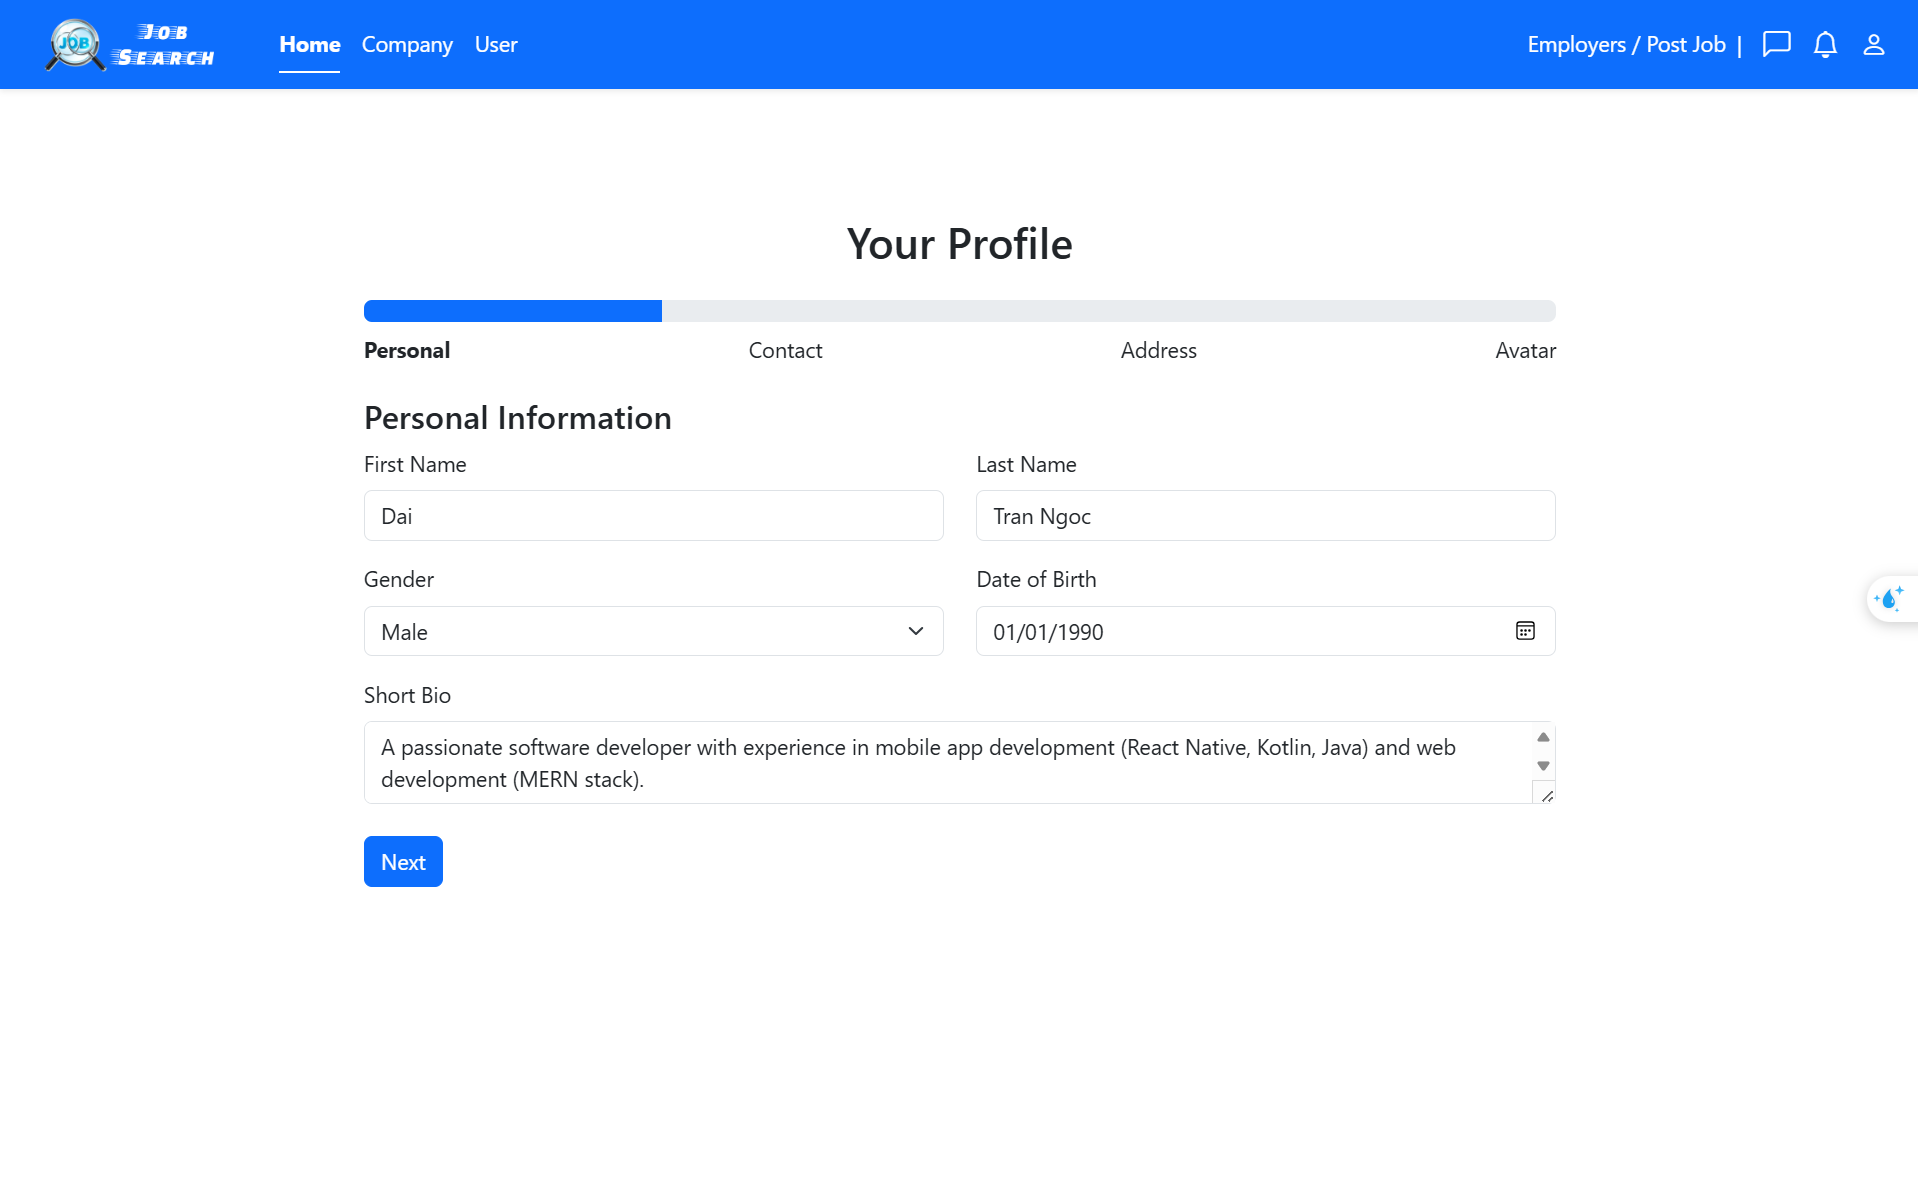 JOB
JOB
SEARCH
Home Company User
Employers / Post Job |
Your Profile
Personal Contact Address Avatar
Personal Information
First Name Last Name
Dai Tran Ngoc
Gender Date of Birth
Male 01/01/1990
Short Bio
A passionate software developer with experience in mobile app development (React Native, Kotlin, Java) and web
development (MERN stack).
Next